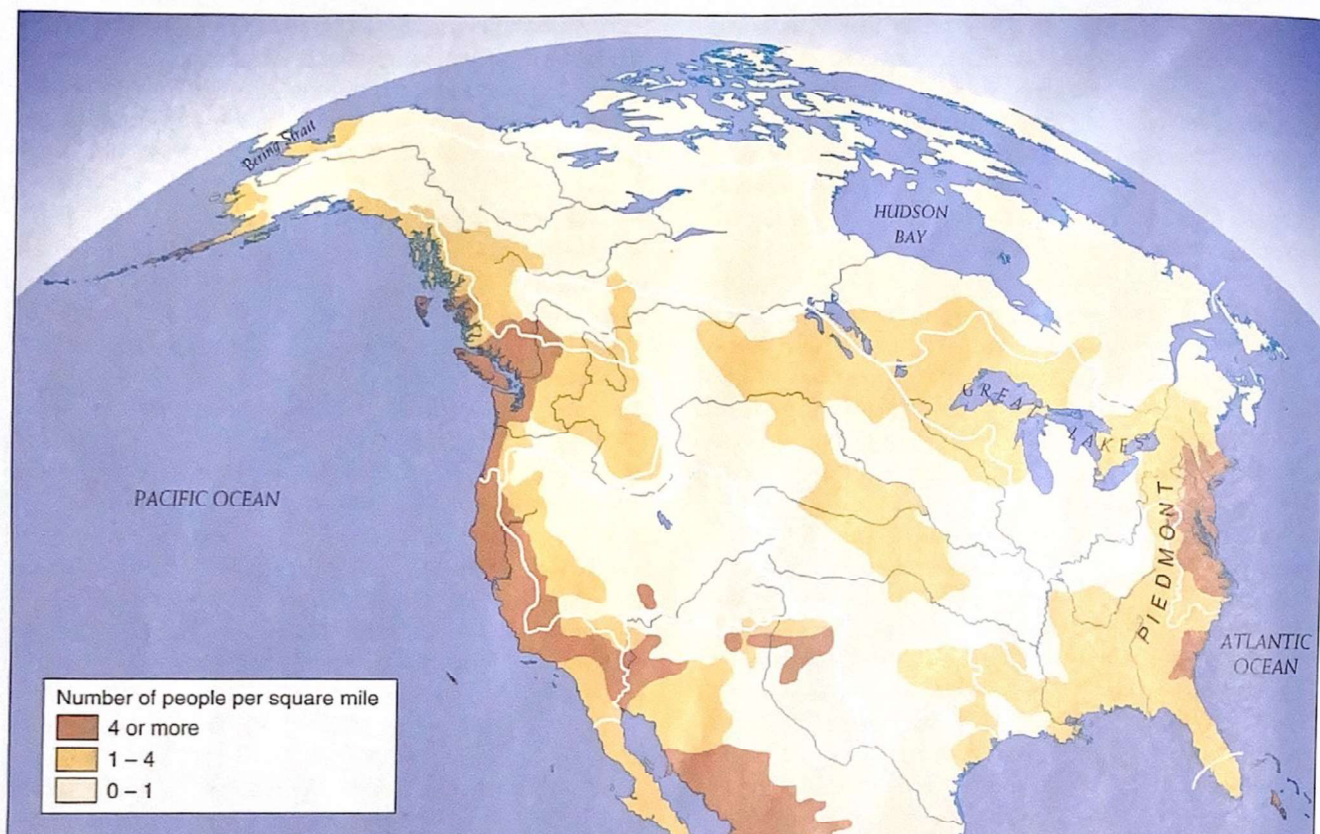 Bering Strait
HUDSON
BAY
GREAT
LAKES
PACIFIC OCEAN
PIEDMONT
ATLANTIC
OCEAN
Number of people per square mile
4 or more
1 – 4
0 – 1